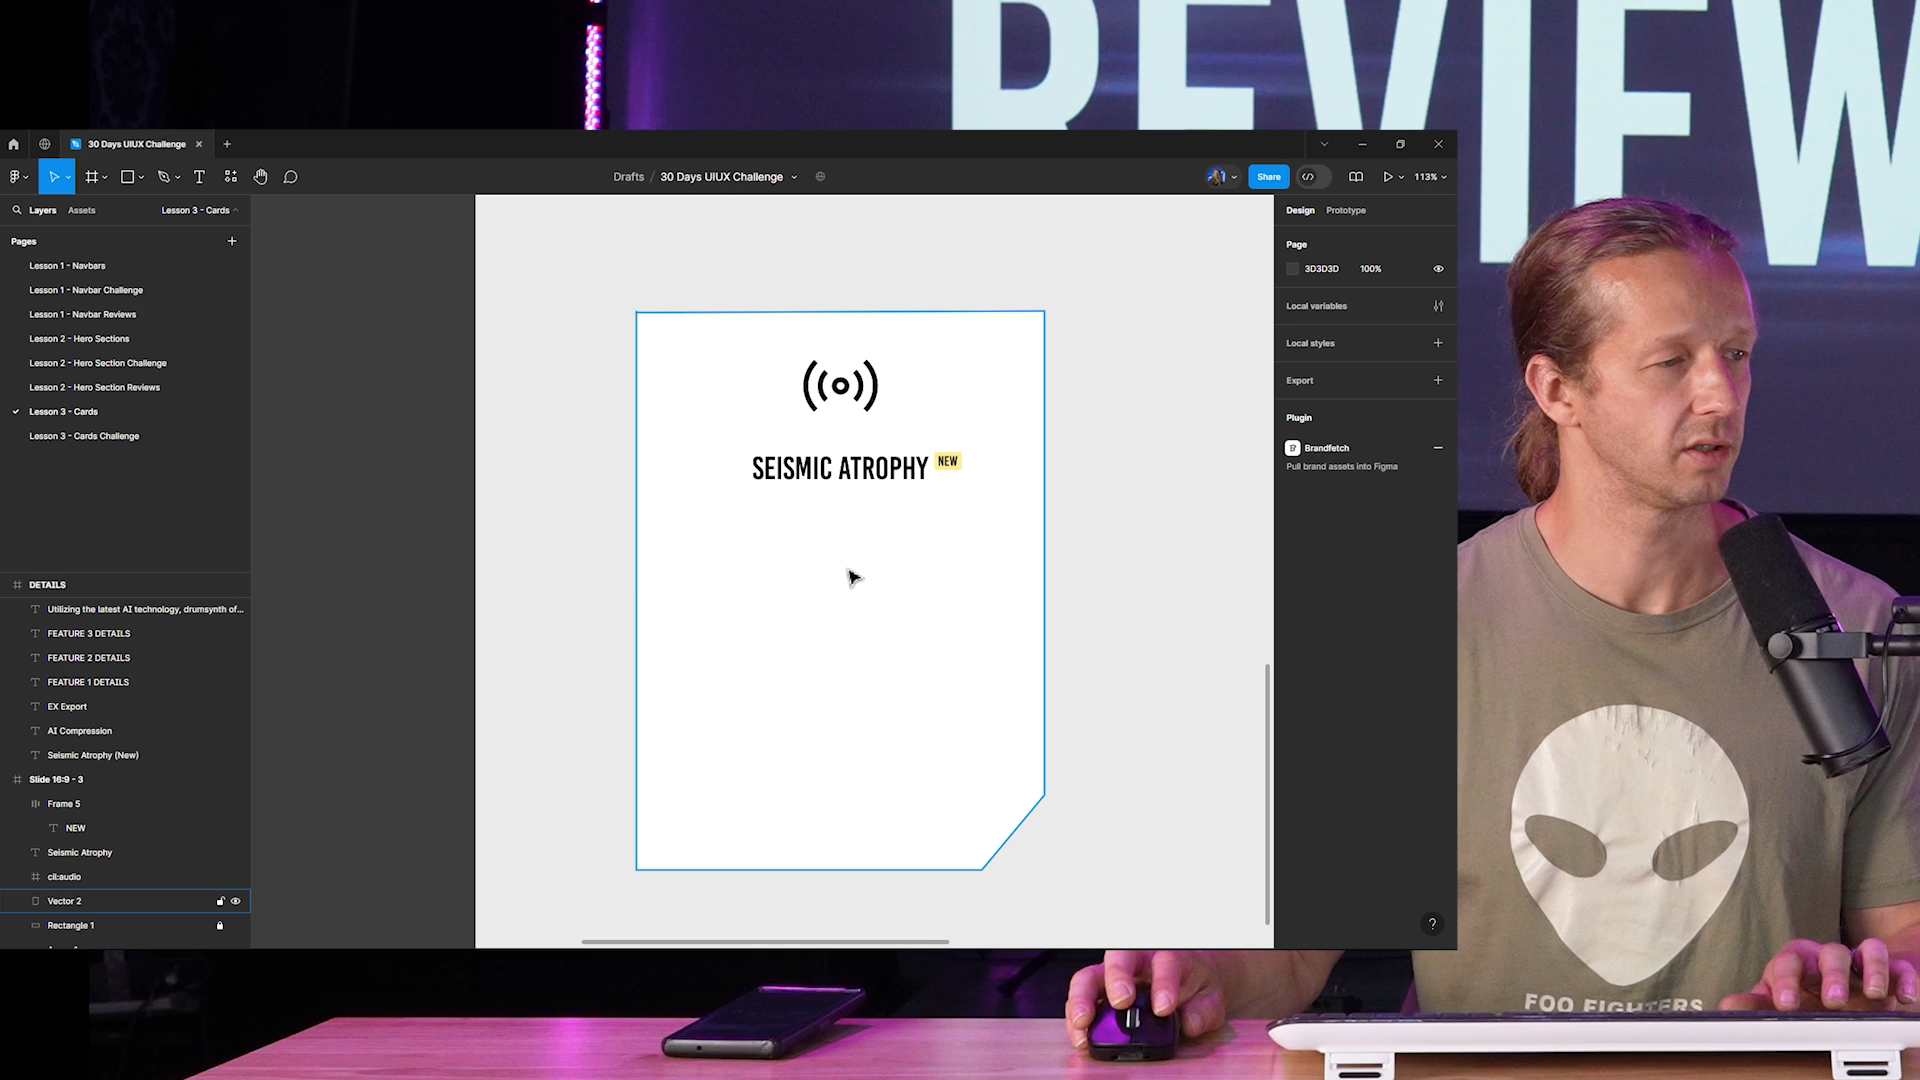 REVIEW
30 Days UIUX Challenge
Drafts / 30 Days UIUX Challenge
Share
113%
Layers
Assets
Lesson 3 - Cards
Pages
Lesson 1 - Navbars
Lesson 1 - Navbar Challenge
Lesson 1 - Navbar Reviews
Lesson 2 - Hero Sections
Lesson 2 - Hero Section Challenge
Lesson 2 - Hero Section Reviews
Lesson 3 - Cards
Lesson 3 - Cards Challenge
DETAILS
Utilizing the latest AI technology, drumsynth of...
FEATURE 3 DETAILS
FEATURE 2 DETAILS
FEATURE 1 DETAILS
EX Export
AI Compression
Seismic Atrophy (New)
Slide 16:9 - 3
Frame 5
NEW
Seismic Atrophy
cil:audio
Vector 2
Rectangle 1
SEISMIC ATROPHY
NEW
Design
Prototype
Page
3D3D3D
100%
Local variables
Local styles
Export
Plugin
Brandfetch
Pull brand assets into Figma
?
FOO FIGHTERS